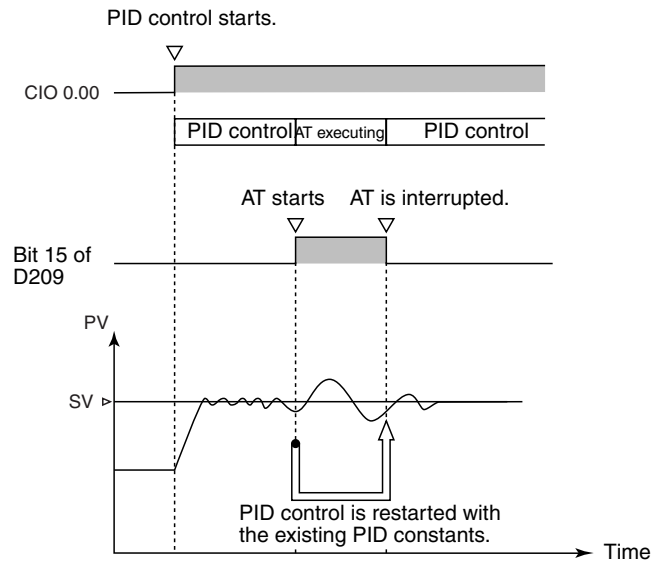 PID control starts.
CIO 0.00
PID control AT executing PID control
AT starts AT is interrupted.
Bit 15 of
D209
PV
SV
PID control is restarted with
the existing PID constants.
Time